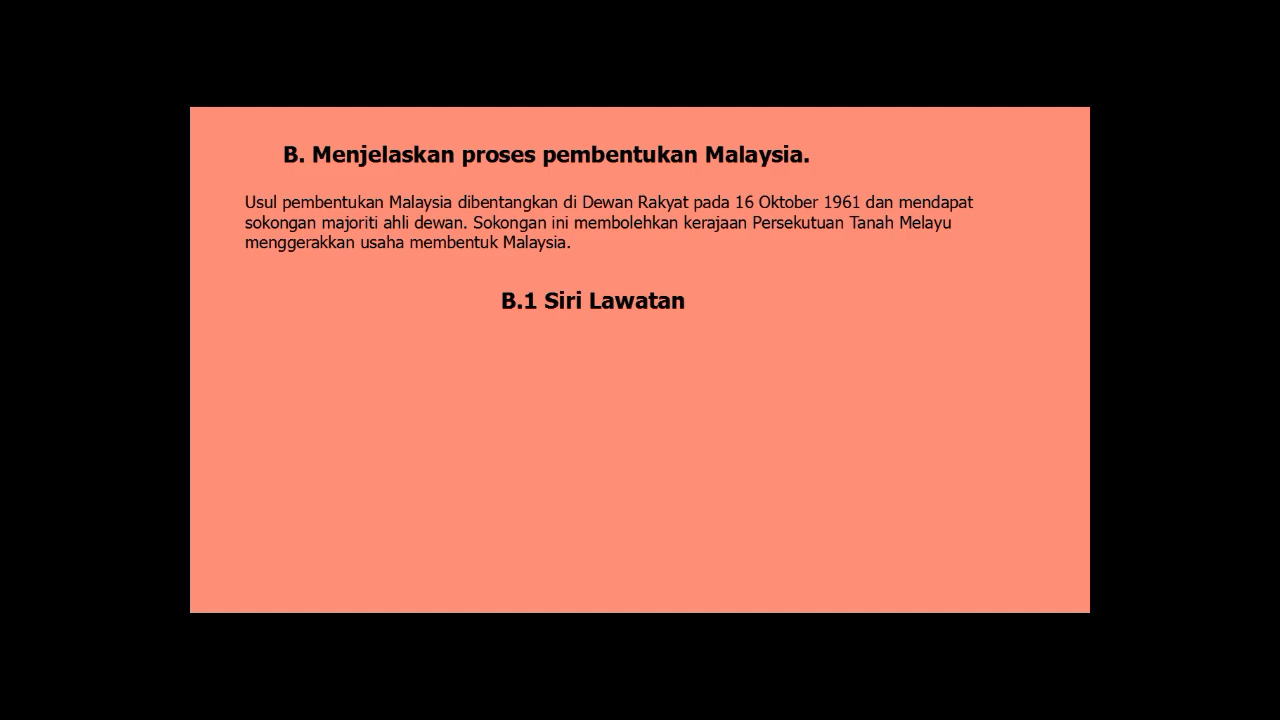 B. Menjelaskan proses pembentukan Malaysia.
Usul pembentukan Malaysia dibentangkan di Dewan Rakyat pada 16 Oktober 1961 dan mendapat
sokongan majoriti ahli dewan. Sokongan ini membolehkan kerajaan Persekutuan Tanah Melayu
menggerakkan usaha membentuk Malaysia.
B.1 Siri Lawatan